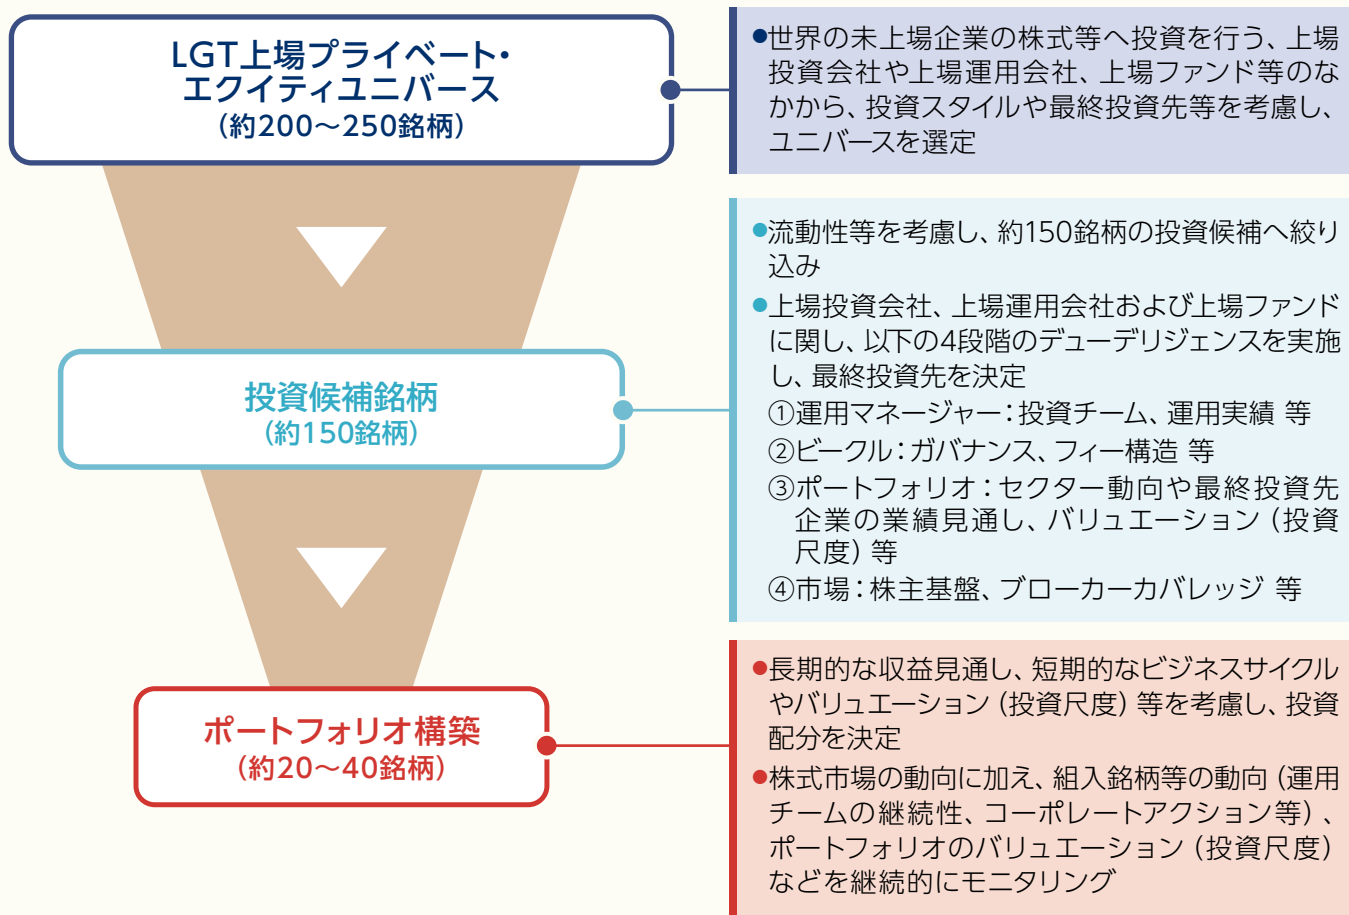 LGT上場プライベート・
エクイティユニバース
（約200～250銘柄）
●世界の未上場企業の株式等へ投資を行う、上場
投資会社や上場運用会社、上場ファンド等のな
かから、投資スタイルや最終投資先等を考慮し、
ユニバースを選定
投資候補銘柄
（約150銘柄）
●流動性等を考慮し、約150銘柄の投資候補へ絞り
込み
●上場投資会社、上場運用会社および上場ファンド
に関し、以下の4段階のデューデリジェンスを実施
し、最終投資先を決定
①運用マネージャー：投資チーム、運用実績 等
②ビークル：ガバナンス、フィー構造 等
③ポートフォリオ：セクター動向や最終投資先
企業の業績見通し、バリュエーション（投資
尺度）等
④市場：株主基盤、ブローカーカバレッジ 等
ポートフォリオ構築
（約20～40銘柄）
●長期的な収益見通し、短期的なビジネスサイクル
やバリュエーション（投資尺度）等を考慮し、投資
配分を決定
●株式市場の動向に加え、組入銘柄等の動向（運用
チームの継続性、コーポレートアクション等）、
ポートフォリオのバリュエーション（投資尺度）
などを継続的にモニタリング